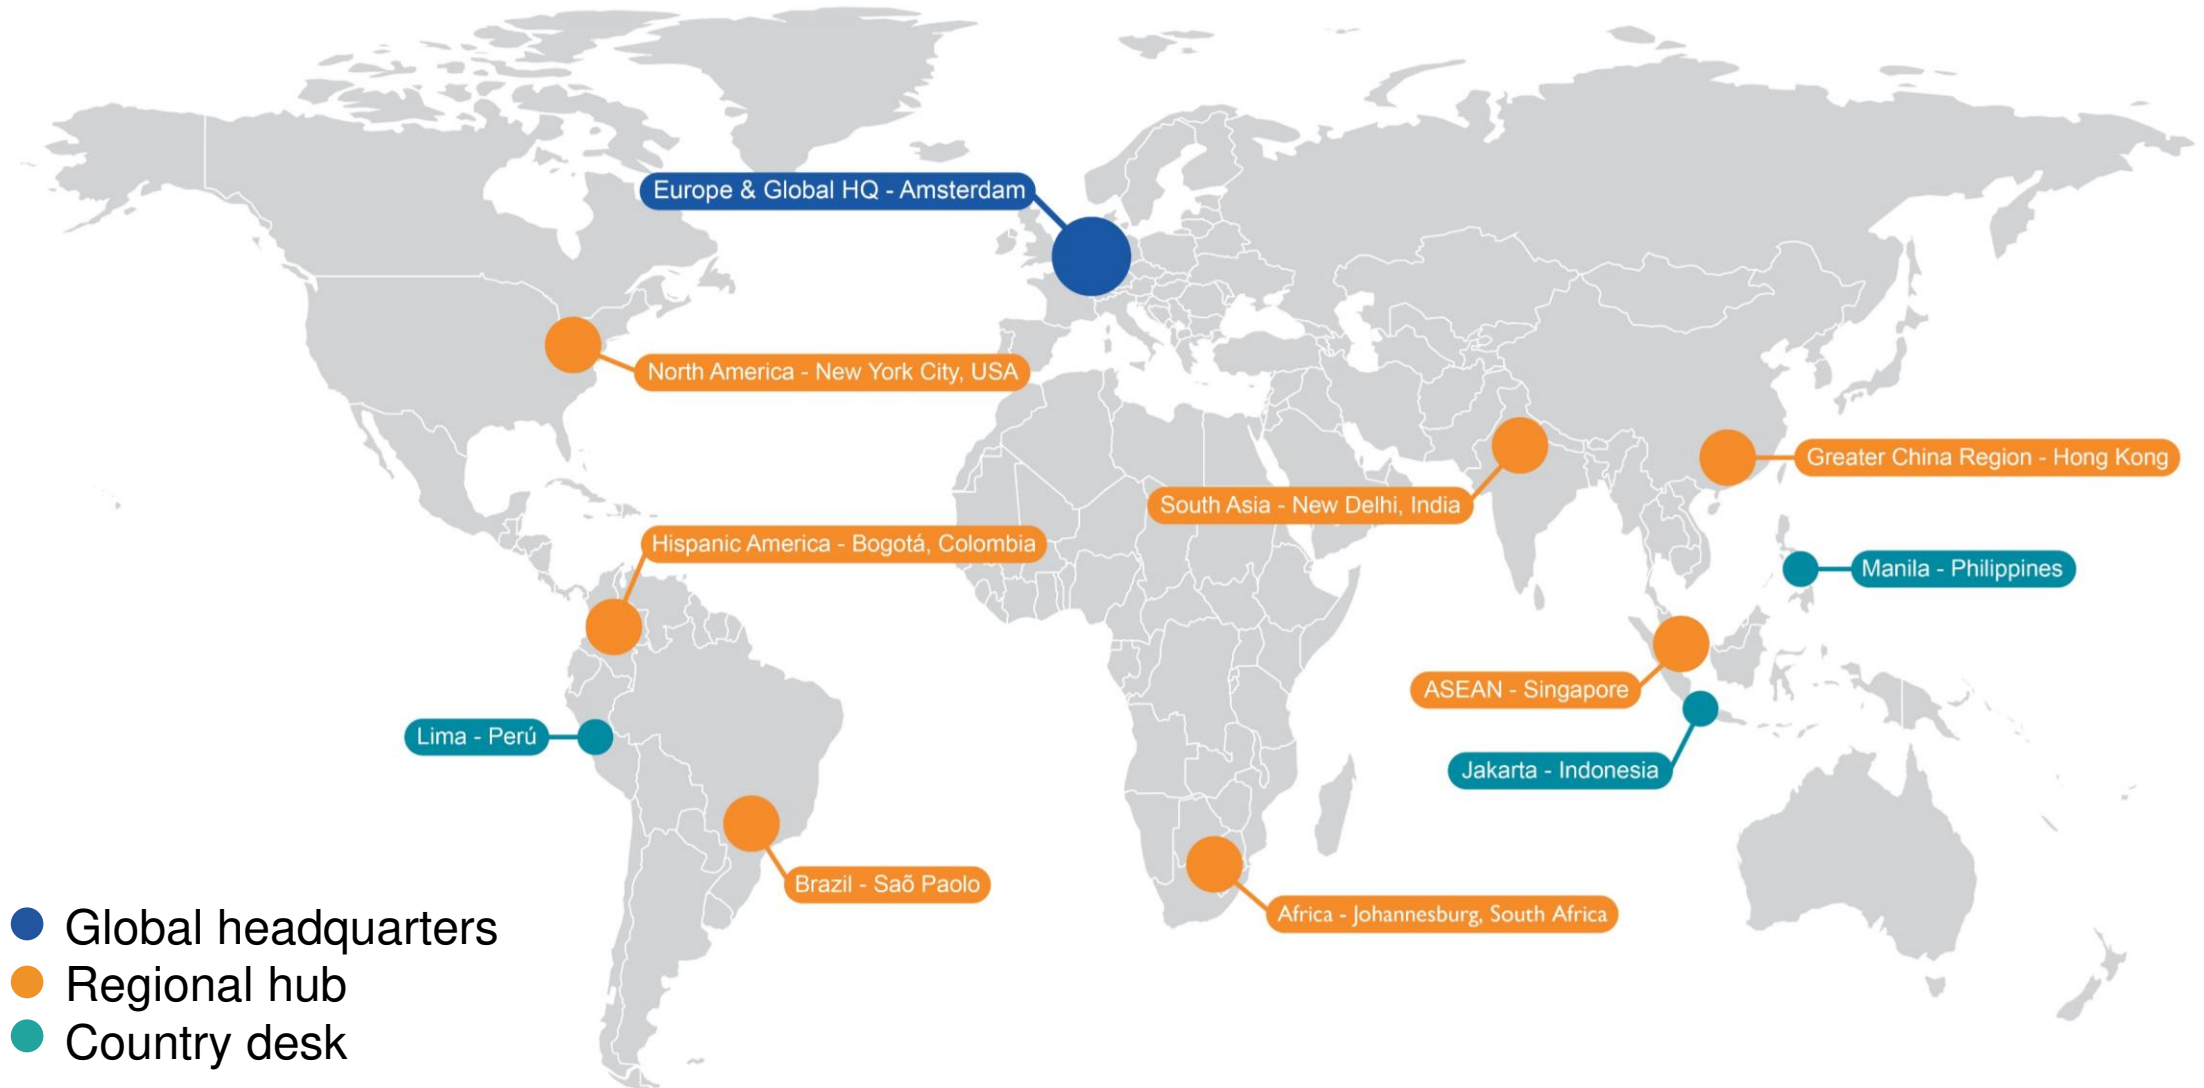 Europe & Global HQ - Amsterdam
North America - New York City, USA
Greater China Region - Hong Kong
South Asia - New Delhi, India
Hispanic America - Bogotá, Colombia
Manila - Philippines
ASEAN - Singapore
Lima - Perú
Jakarta - Indonesia
Brazil - Saõ Paolo
Africa - Johannesburg, South Africa
Global headquarters
Regional hub
Country desk